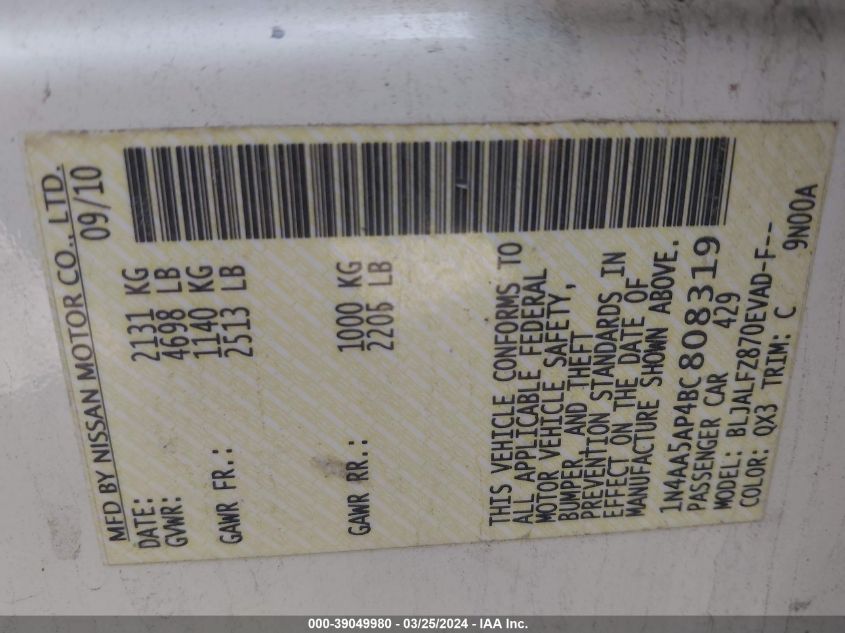 MFD BY NISSAN MOTOR CO., LTD.
DATE: 09/10
GVWR: 2131 KG
4698 LB
GAWR FR.: 1140 KG
2513 LB
GAWR RR.: 1000 KG
2205 LB
THIS VEHICLE CONFORMS TO
ALL APPLICABLE FEDERAL
MOTOR VEHICLE SAFETY,
BUMPER, AND THEFT
PREVENTION STANDARDS IN
EFFECT ON THE DATE OF
MANUFACTURE SHOWN ABOVE.
1N4AA5AP4BC808319
PASSENGER CAR 429
MODEL: BLJALFZ870EVAD-F---
COLOR: QX3 TRIM: C 9N00A
000-39049980 - 03/25/2024 - IAA Inc.